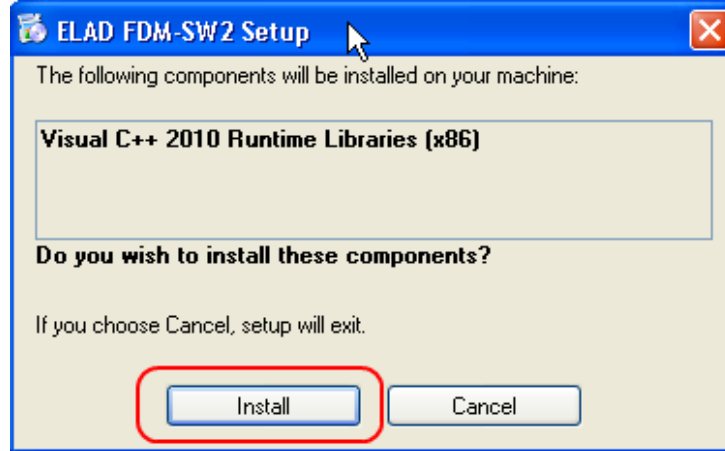 ELAD FDM-SW2 Setup
The following components will be installed on your machine:
Visual C++ 2010 Runtime Libraries (x86)
Do you wish to install these components?
If you choose Cancel, setup will exit.
Install
Cancel